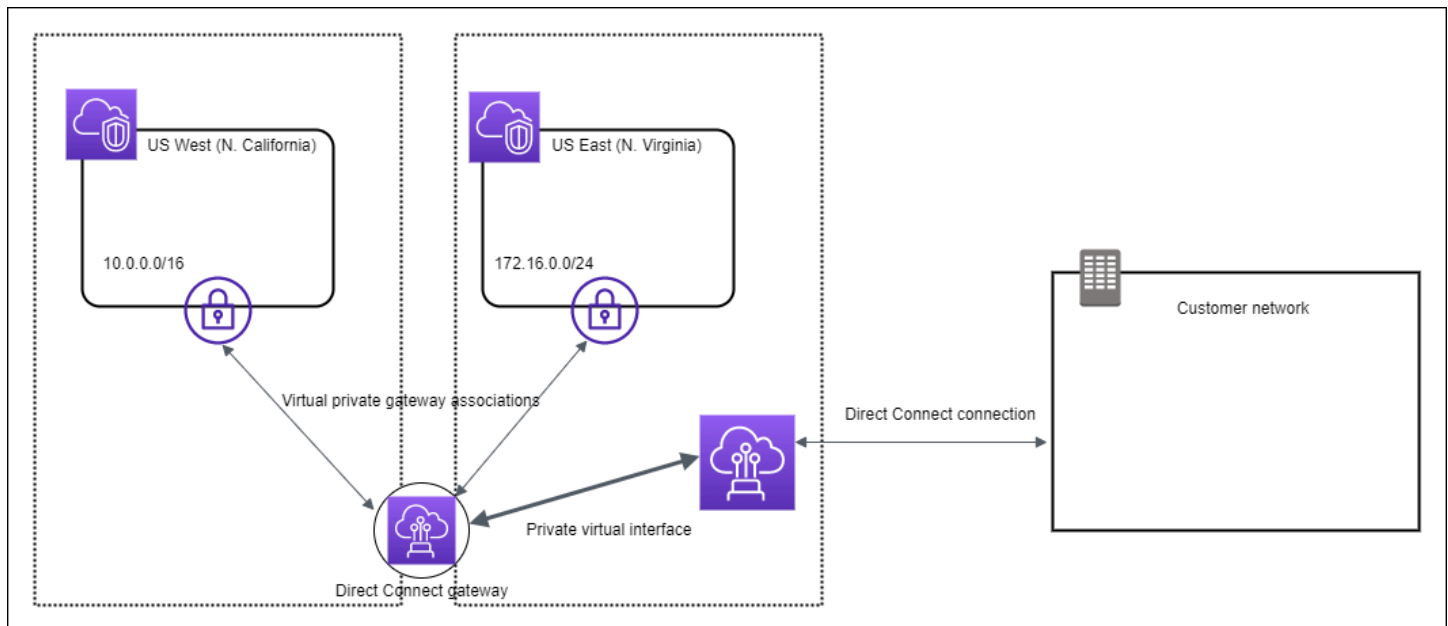 US West (N. California)
US East (N. Virginia)
10.0.0.0/16
172.16.0.0/24
Customer network
Virtual private gateway associations
Direct Connect connection
Private virtual interface
Direct Connect gateway